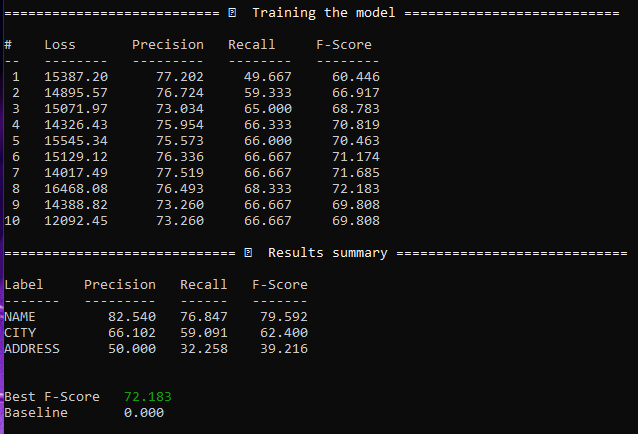 =========================== ⍰  Training the model ===========================
#    Loss       Precision   Recall     F-Score
--   --------   ---------   --------   --------
 1   15387.20      77.202     49.667     60.446
 2   14895.57      76.724     59.333     66.917
 3   15071.97      73.034     65.000     68.783
 4   14326.43      75.954     66.333     70.819
 5   15545.34      75.573     66.000     70.463
 6   15129.12      76.336     66.667     71.174
 7   14017.49      77.519     66.667     71.685
 8   16468.08      76.493     68.333     72.183
 9   14388.82      73.260     66.667     69.808
10   12092.45      73.260     66.667     69.808
============================= ⍰  Results summary =============================
Label     Precision   Recall   F-Score
-------   ---------   ------   -------
NAME         82.540   76.847    79.592
CITY         66.102   59.091    62.400
ADDRESS      50.000   32.258    39.216
Best F-Score   72.183
Baseline       0.000